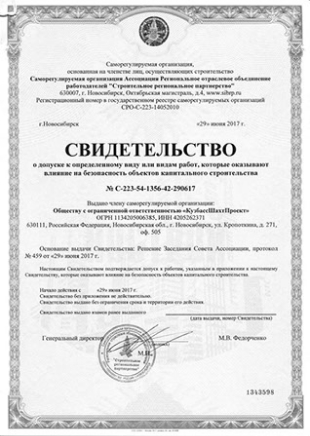 Саморегулируемая организация,
основанная на членстве лиц, осуществляющих строительство
Саморегулируемая организация Ассоциация Региональное отраслевое объединение
работодателей "Строительное региональное партнерство"
630007, г. Новосибирск, Октябрьская магистраль, д.4, www.sibrp.ru
Регистрационный номер в государственном реестре саморегулируемых организаций
СРО-С-223-14052010
г.Новосибирск «29» июня 2017 г.
СВИДЕТЕЛЬСТВО
о допуске к определенному виду или видам работ, которые оказывают
влияние на безопасность объектов капитального строительства
№ С-223-54-1356-42-290617
Выдано члену саморегулируемой организации:
Обществу с ограниченной ответственностью «КузбассШахтПроект»
ОГРН 1134205006385, ИНН 4205262371
630111, Российская Федерация, Новосибирская обл., г. Новосибирск, ул. Кропоткина, д. 271,
оф. 505
Основание выдачи Свидетельства: Решение Заседания Совета Ассоциации, протокол
№ 459 от «29» июня 2017 г.
Настоящим Свидетельством подтверждается допуск к работам, указанным в приложении к настоящему
Свидетельству, которые оказывают влияние на безопасность объектов капитального строительства.
Начало действия с «29» июня 2017 г.
Свидетельство без приложения не действительно.
Свидетельство выдано без ограничения срока и территории его действия.
Свидетельство выдано взамен ранее выданного
(дата выдачи, номер Свидетельства)
Генеральный директор М.В. Федорченко
М.П.
"Строительное
региональное
партнерство"
1343598